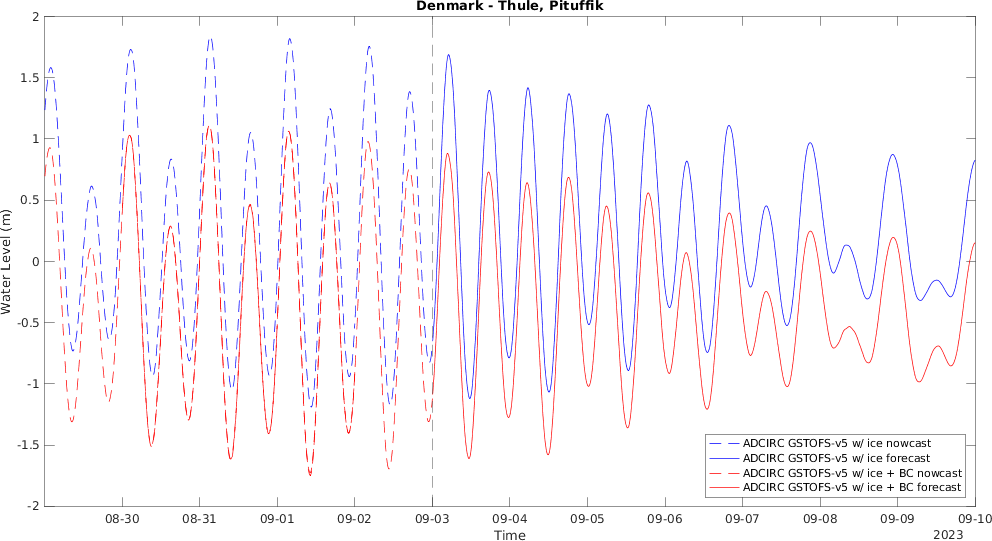 Denmark - Thule, Pituffik
Water Level (m)
2
1.5
1
0.5
0
-0.5
-1
-1.5
-2
ADCIRC GSTOFS-v5 w/ ice nowcast
ADCIRC GSTOFS-v5 w/ ice forecast
ADCIRC GSTOFS-v5 w/ ice + BC nowcast
ADCIRC GSTOFS-v5 w/ ice + BC forecast
08-30 08-31 09-01 09-02 09-03 09-04 09-05 09-06 09-07 09-08 09-09 09-10
Time
2023